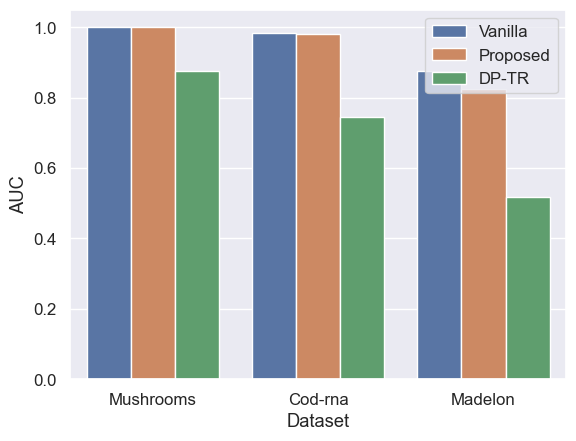 1.0
0.8
0.6
0.4
0.2
0.0
AUC
Vanilla
Proposed
DP-TR
Mushrooms
Cod-rna
Madelon
Dataset